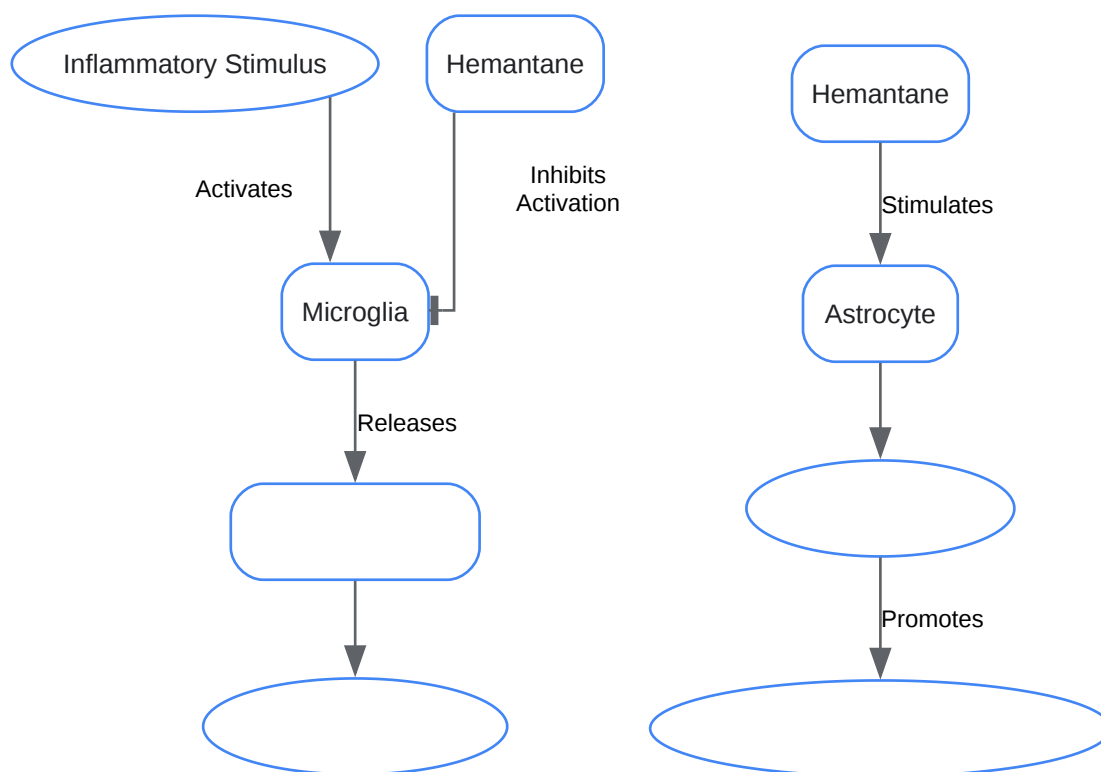 Inflammatory Stimulus
Hemantane
Hemantane
Activates
Inhibits
Activation
Stimulates
Microglia
Astrocyte
Releases
Promotes